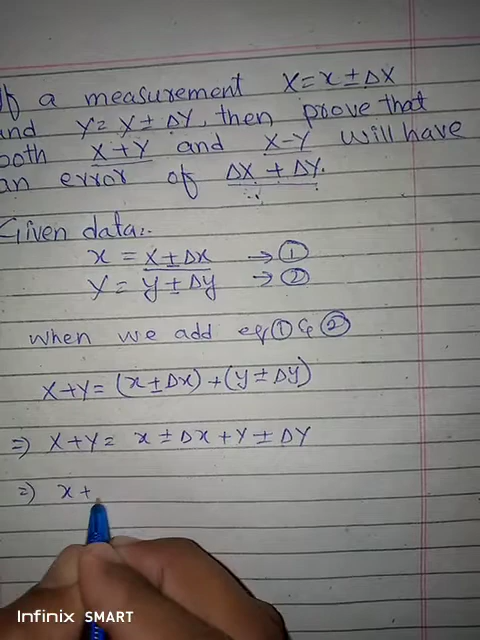 If a measurement X = x ± ΔX
and Y = Y ± ΔY, then prove that
both X + Y and X - Y will have
an error of ΔX + ΔY.
Given data:.
x = x ± Δx → ①
Y = y ± Δy → ②
when we add eq ① & ②
X + Y = (x ± Δx) + (y ± Δy)
⇒ X + Y = x ± Δx + Y ± ΔY
⇒ x +
Infinix SMART